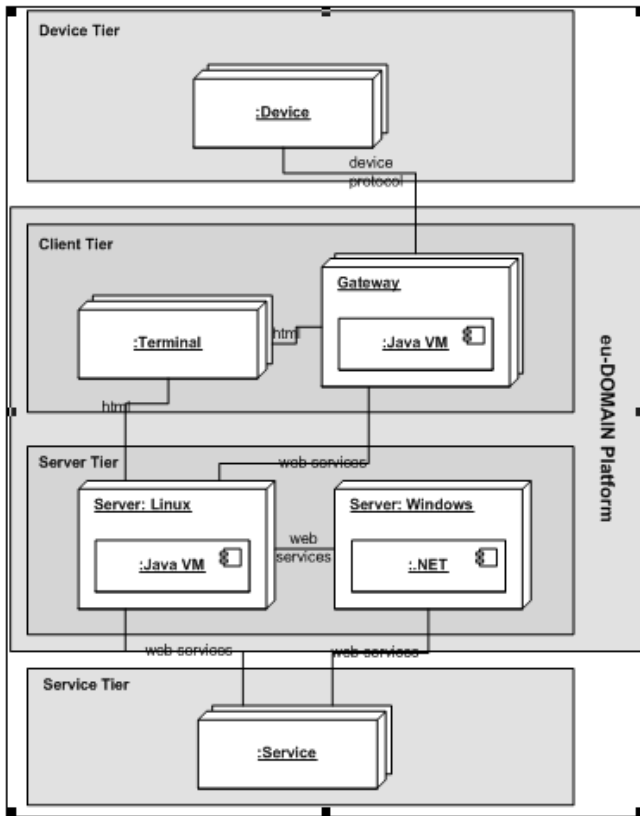 Device Tier
:Device
device
protocol
Client Tier
Gateway
:Java VM
:Terminal
html
html
eu-DOMAIN Platform
web services
Server Tier
Server: Linux
:Java VM
web
services
Server: Windows
:.NET
web services
web services
Service Tier
:Service